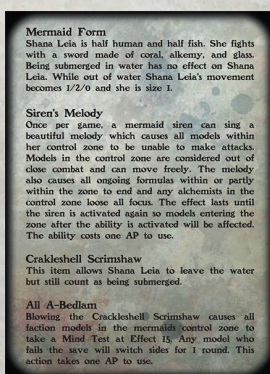 Mermaid Form
Shana Leia is half human and half fish. She fights
with a sword made of coral, alkemy, and glass.
Being submerged in water has no effect on Shana
Leia. While out of water Shana Leia's movement
becomes 1/2/0 and she is size 1.
Siren's Melody
Once per game, a mermaid siren can sing a
beautiful melody which causes all models within
her control zone to be unable to make attacks.
Models in the control zone are considered out of
close combat and can move freely. The melody
also causes all ongoing formulas within or partly
within the zone to end and any alchemists in the
control zone loose all focus. The effect lasts until
the siren is activated again so models entering the
zone after the ability is activated will be affected.
The ability costs one AP to use.
Crackleshell Scrimshaw
This item allows Shana Leia to leave the water
but still count as being submerged.
All A-Bedlam
Blowing the Crackleshell Scrimshaw causes all
faction models in the mermaids control zone to
take a Mind Test at Effect 15. Any model who
fails the save will switch sides for 1 round. This
action takes one AP to use.